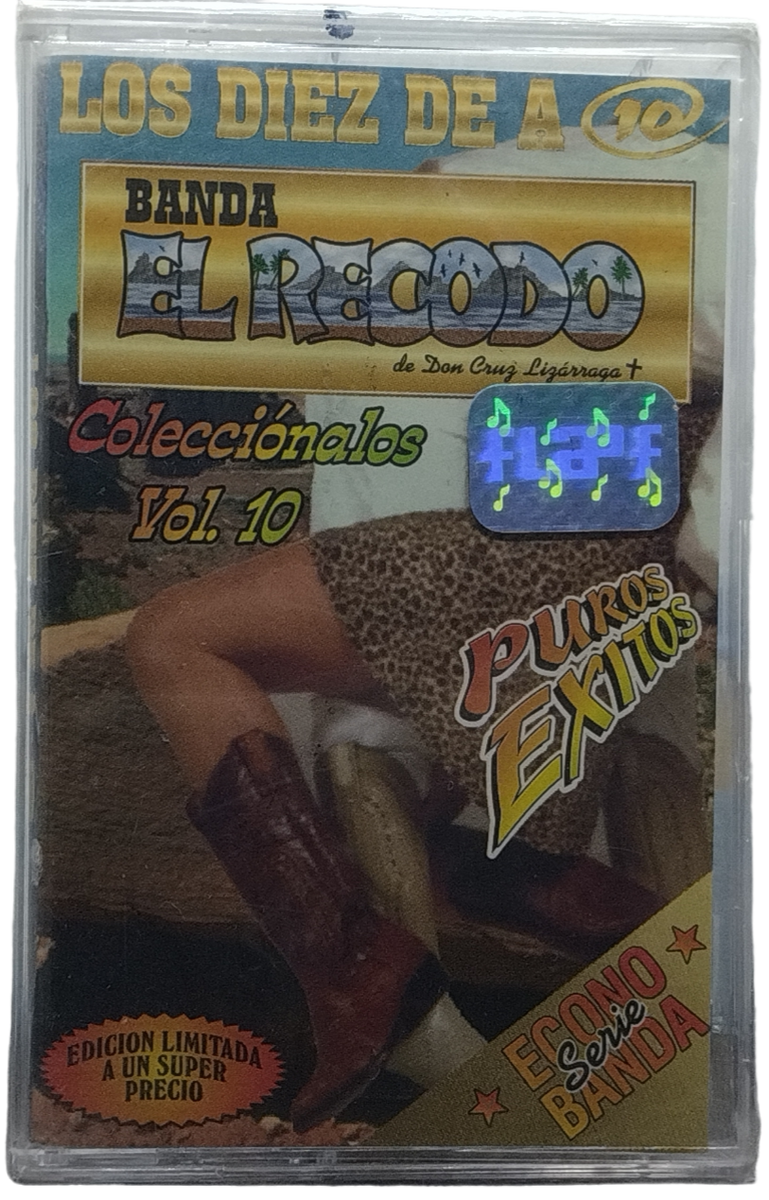 LOS DIEZ DE A 10
BANDA
EL RECODO
de Don Cruz Lizárraga †
Colecciónalos
Vol. 10
PUROS
EXITOS
EDICION LIMITADA
A UN SUPER
PRECIO
ECONO
Serie
BANDA